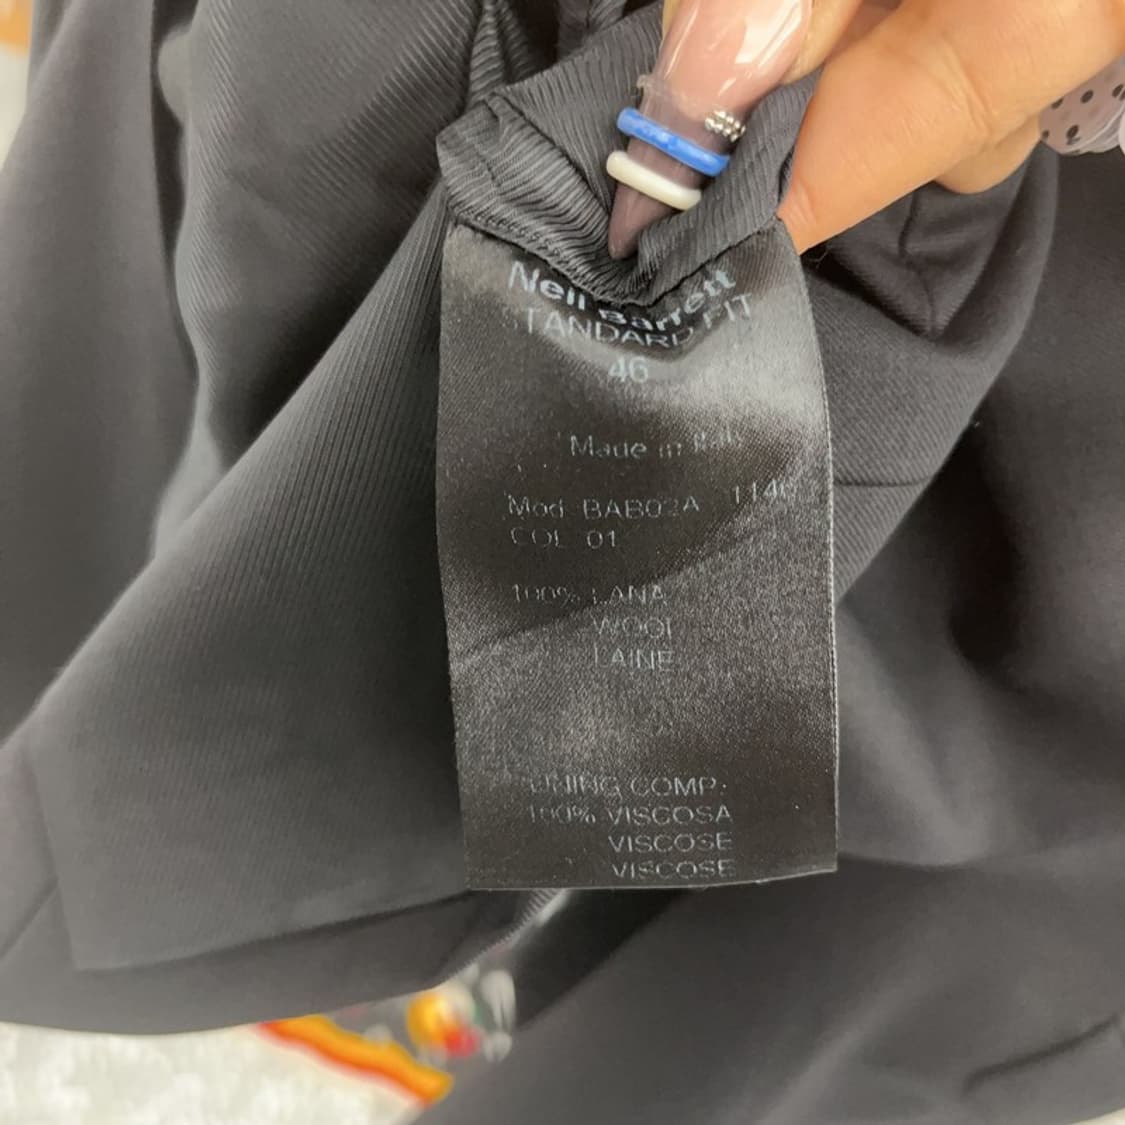 Neil Barrett
STANDARD FIT
46
Made in Italy
Mod BAB02A
COL 01
100% LANA
WOOL
LAINE
LINING COMP:
100% VISCOSA
VISCOSE
VISCOSE